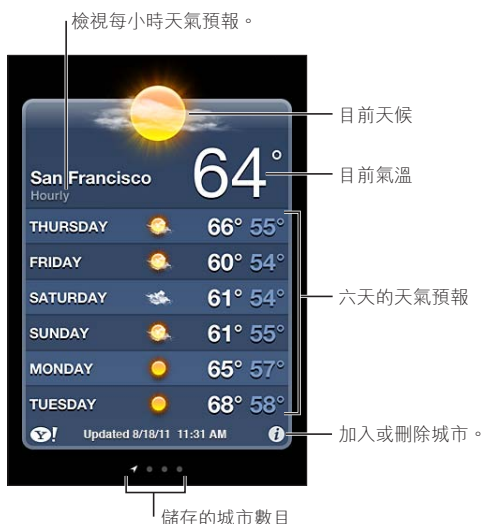 檢視每小時天氣預報。
目前天候
64°
目前氣溫
San Francisco
Hourly
THURSDAY 66° 55°
FRIDAY 60° 54°
SATURDAY 61° 54°
六天的天氣預報
SUNDAY 61° 55°
MONDAY 65° 57°
TUESDAY 68° 58°
Y! Updated 8/18/11 11:31 AM i
加入或刪除城市。
儲存的城市數目